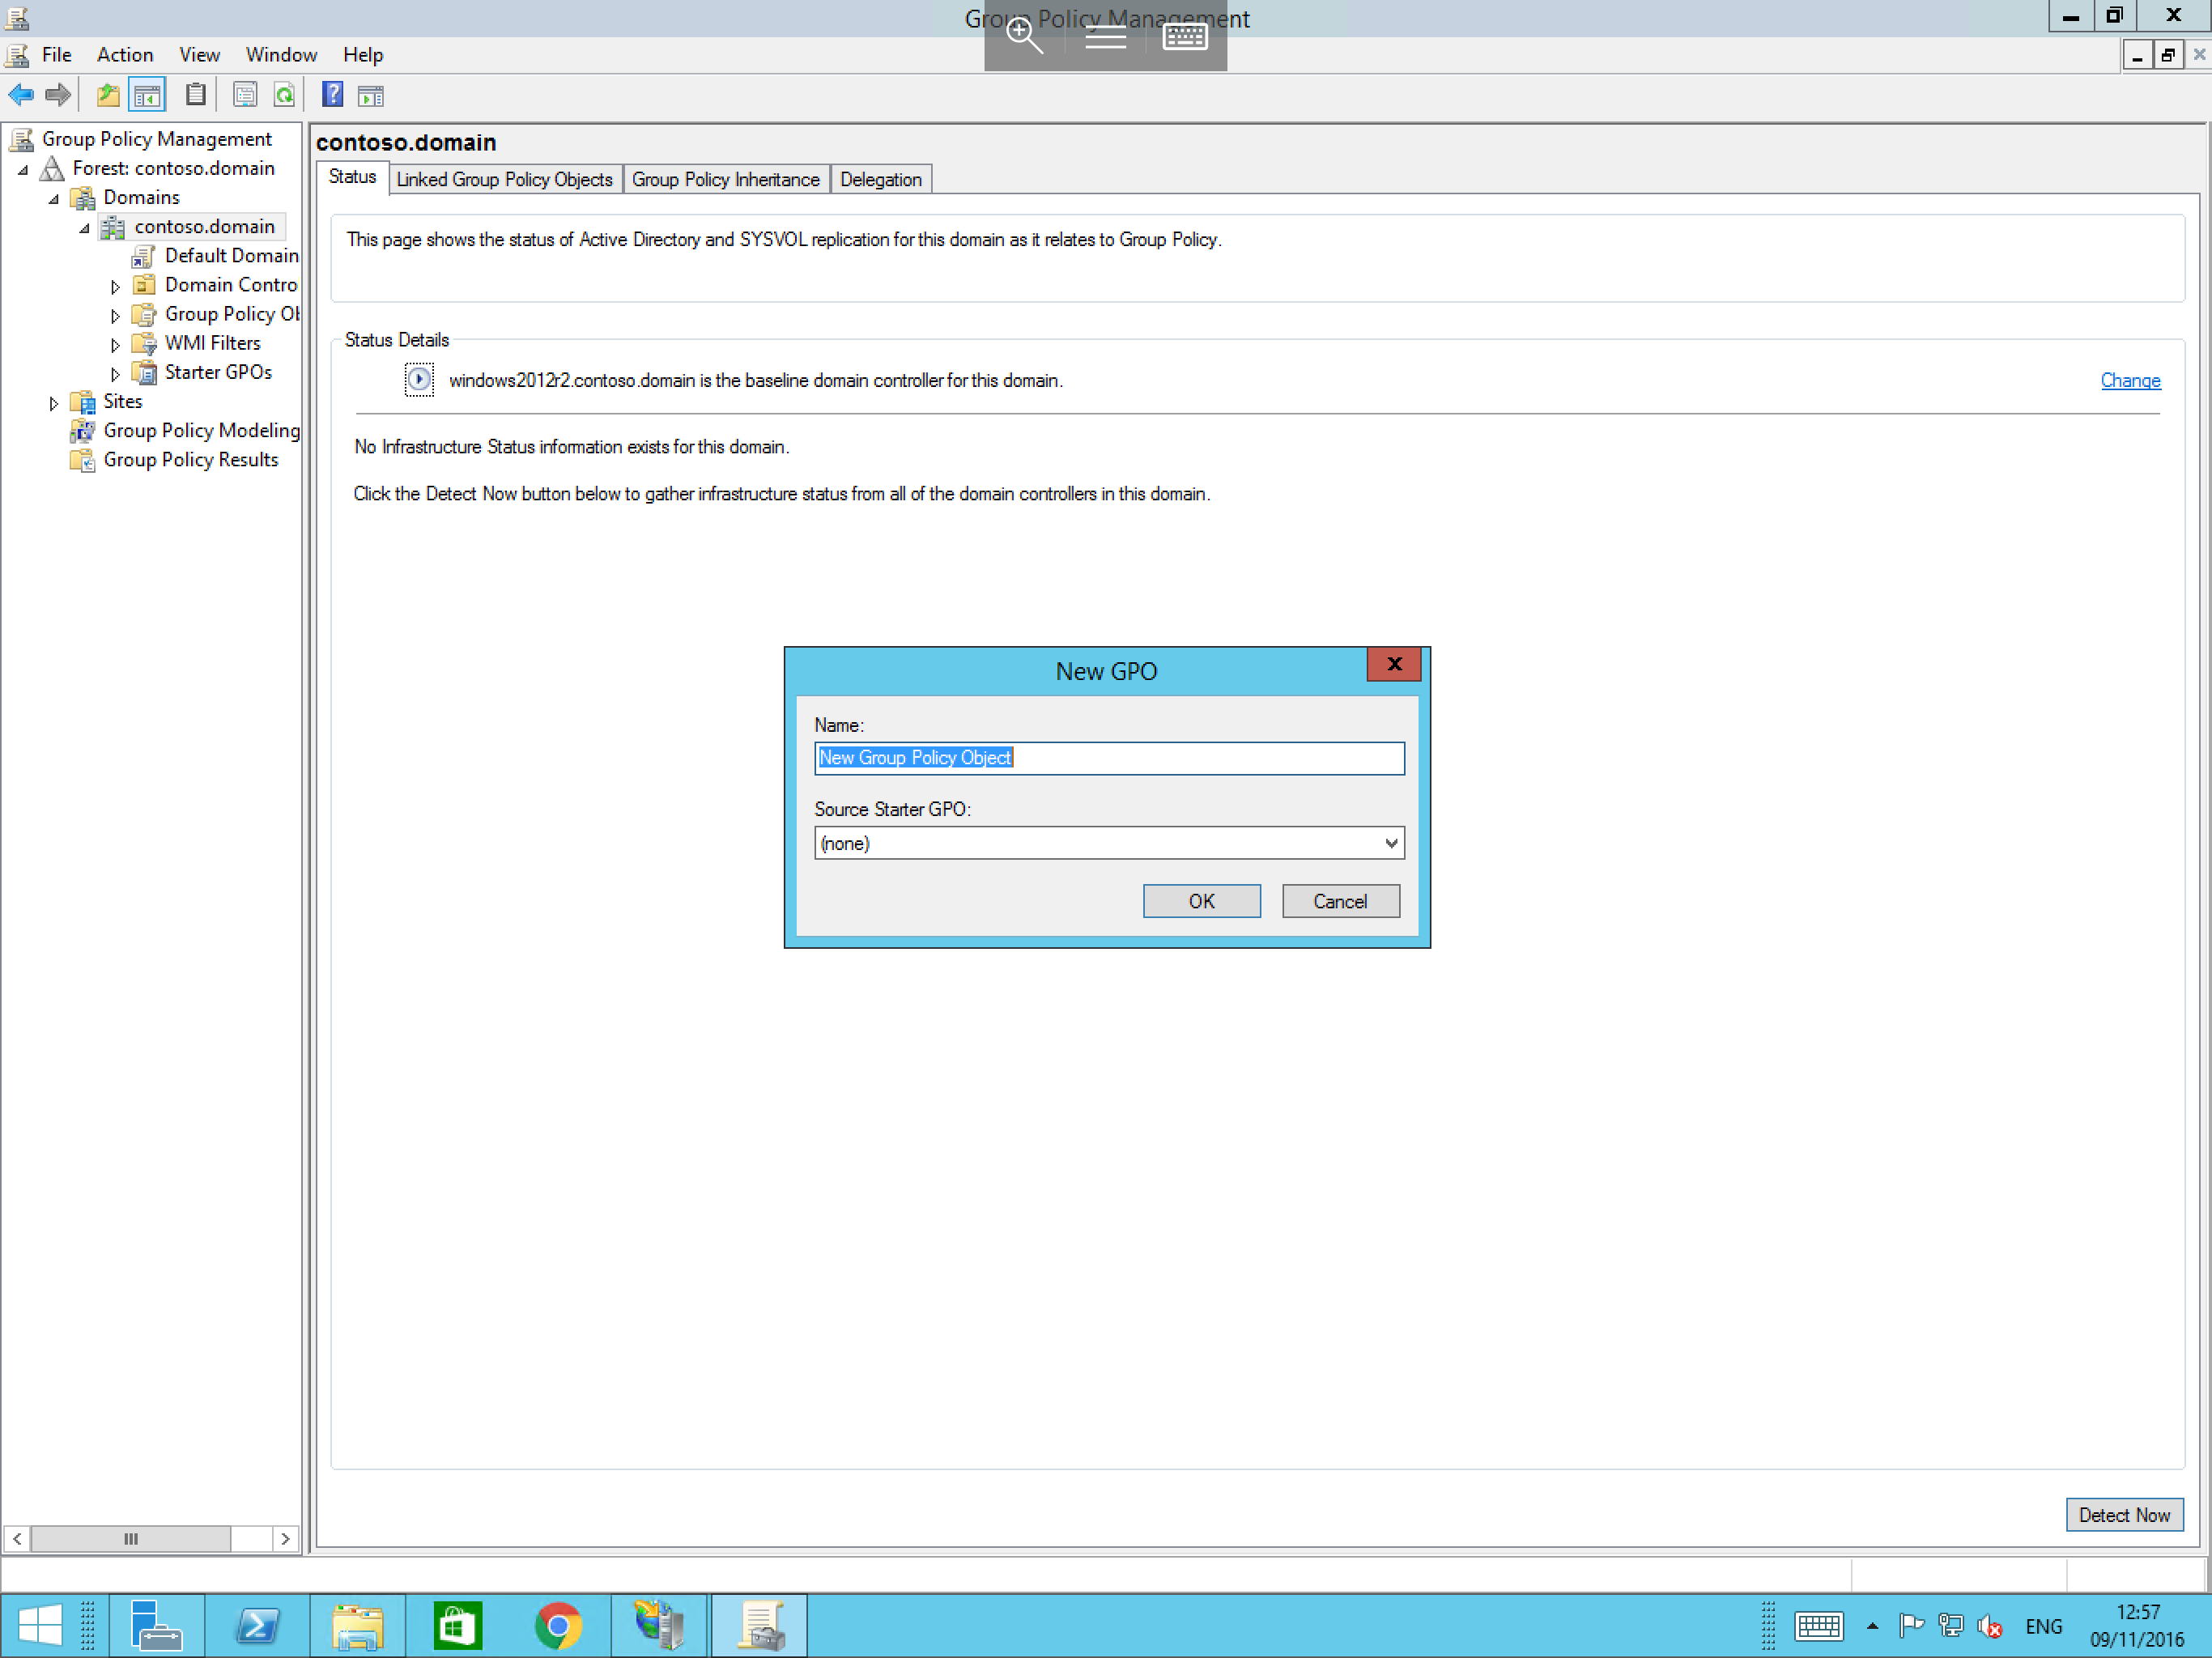 Group Policy Management
File Action View Window Help
Group Policy Management
Forest: contoso.domain
Domains
contoso.domain
Default Domain
Domain Contro
Group Policy Ob
WMI Filters
Starter GPOs
Sites
Group Policy Modeling
Group Policy Results
contoso.domain
Status Linked Group Policy Objects Group Policy Inheritance Delegation
This page shows the status of Active Directory and SYSVOL replication for this domain as it relates to Group Policy.
Status Details
windows2012r2.contoso.domain is the baseline domain controller for this domain. Change
No Infrastructure Status information exists for this domain.
Click the Detect Now button below to gather infrastructure status from all of the domain controllers in this domain.
New GPO
Name:
New Group Policy Object
Source Starter GPO:
(none)
OK Cancel
Detect Now
ENG
12:57
09/11/2016